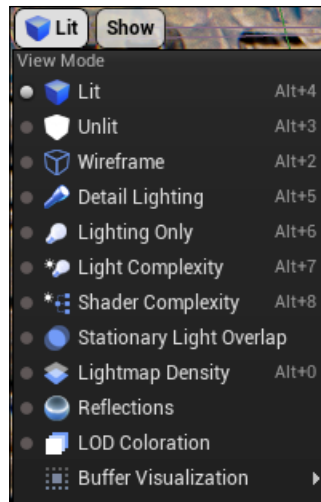 Lit Show
View Mode
Lit Alt+4
Unlit Alt+3
Wireframe Alt+2
Detail Lighting Alt+5
Lighting Only Alt+6
Light Complexity Alt+7
Shader Complexity Alt+8
Stationary Light Overlap
Lightmap Density Alt+0
Reflections
LOD Coloration
Buffer Visualization